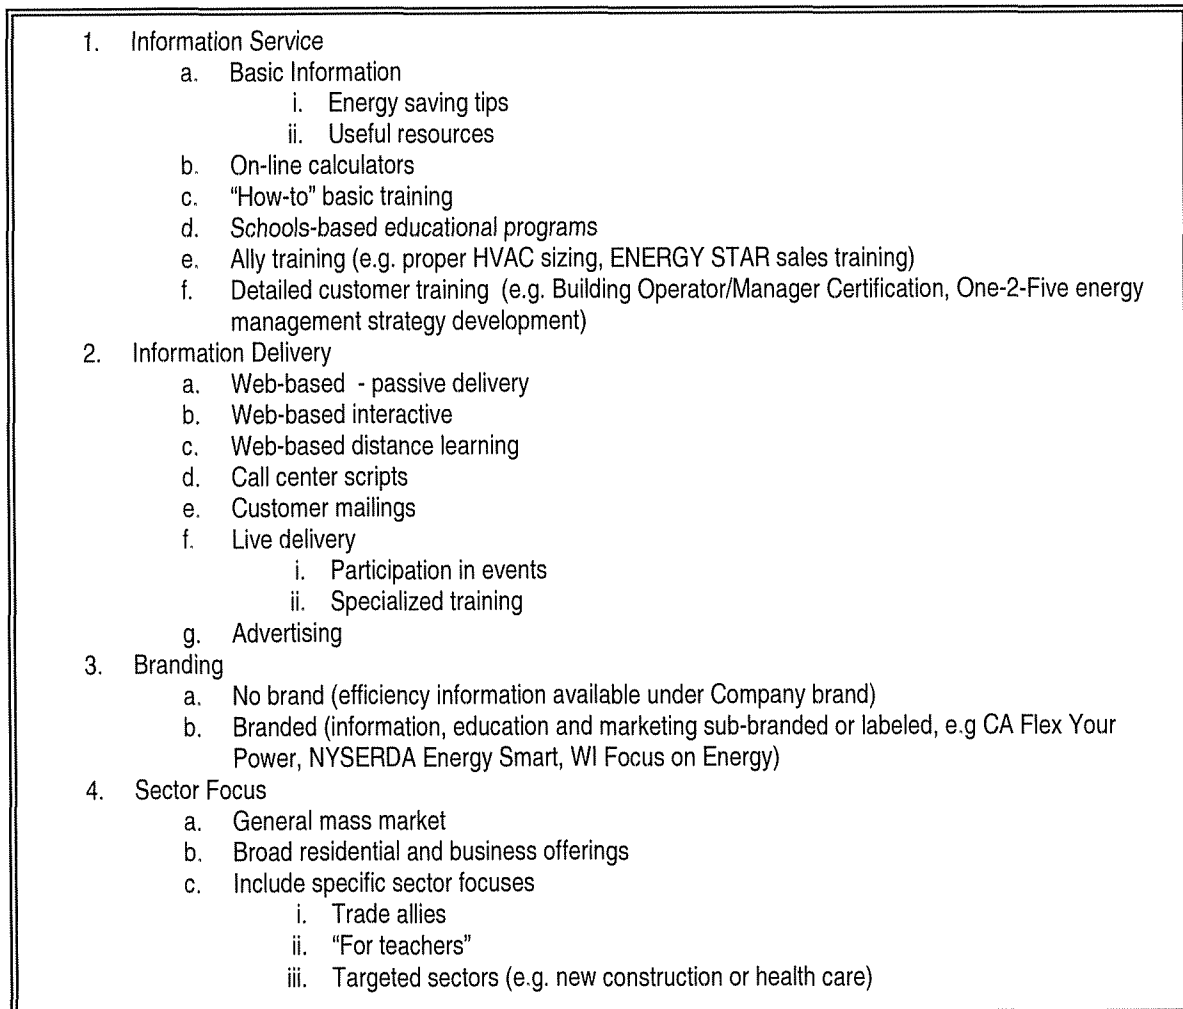 1. Information Service
a. Basic Information
i. Energy saving tips
ii. Useful resources
b. On-line calculators
c. “How-to” basic training
d. Schools-based educational programs
e. Ally training (e.g. proper HVAC sizing, ENERGY STAR sales training)
f. Detailed customer training (e.g. Building Operator/Manager Certification, One-2-Five energy
management strategy development)
2. Information Delivery
a. Web-based - passive delivery
b. Web-based interactive
c. Web-based distance learning
d. Call center scripts
e. Customer mailings
f. Live delivery
i. Participation in events
ii. Specialized training
g. Advertising
3. Branding
a. No brand (efficiency information available under Company brand)
b. Branded (information, education and marketing sub-branded or labeled, e.g CA Flex Your
Power, NYSERDA Energy Smart, WI Focus on Energy)
4. Sector Focus
a. General mass market
b. Broad residential and business offerings
c. Include specific sector focuses
i. Trade allies
ii. “For teachers”
iii. Targeted sectors (e.g. new construction or health care)